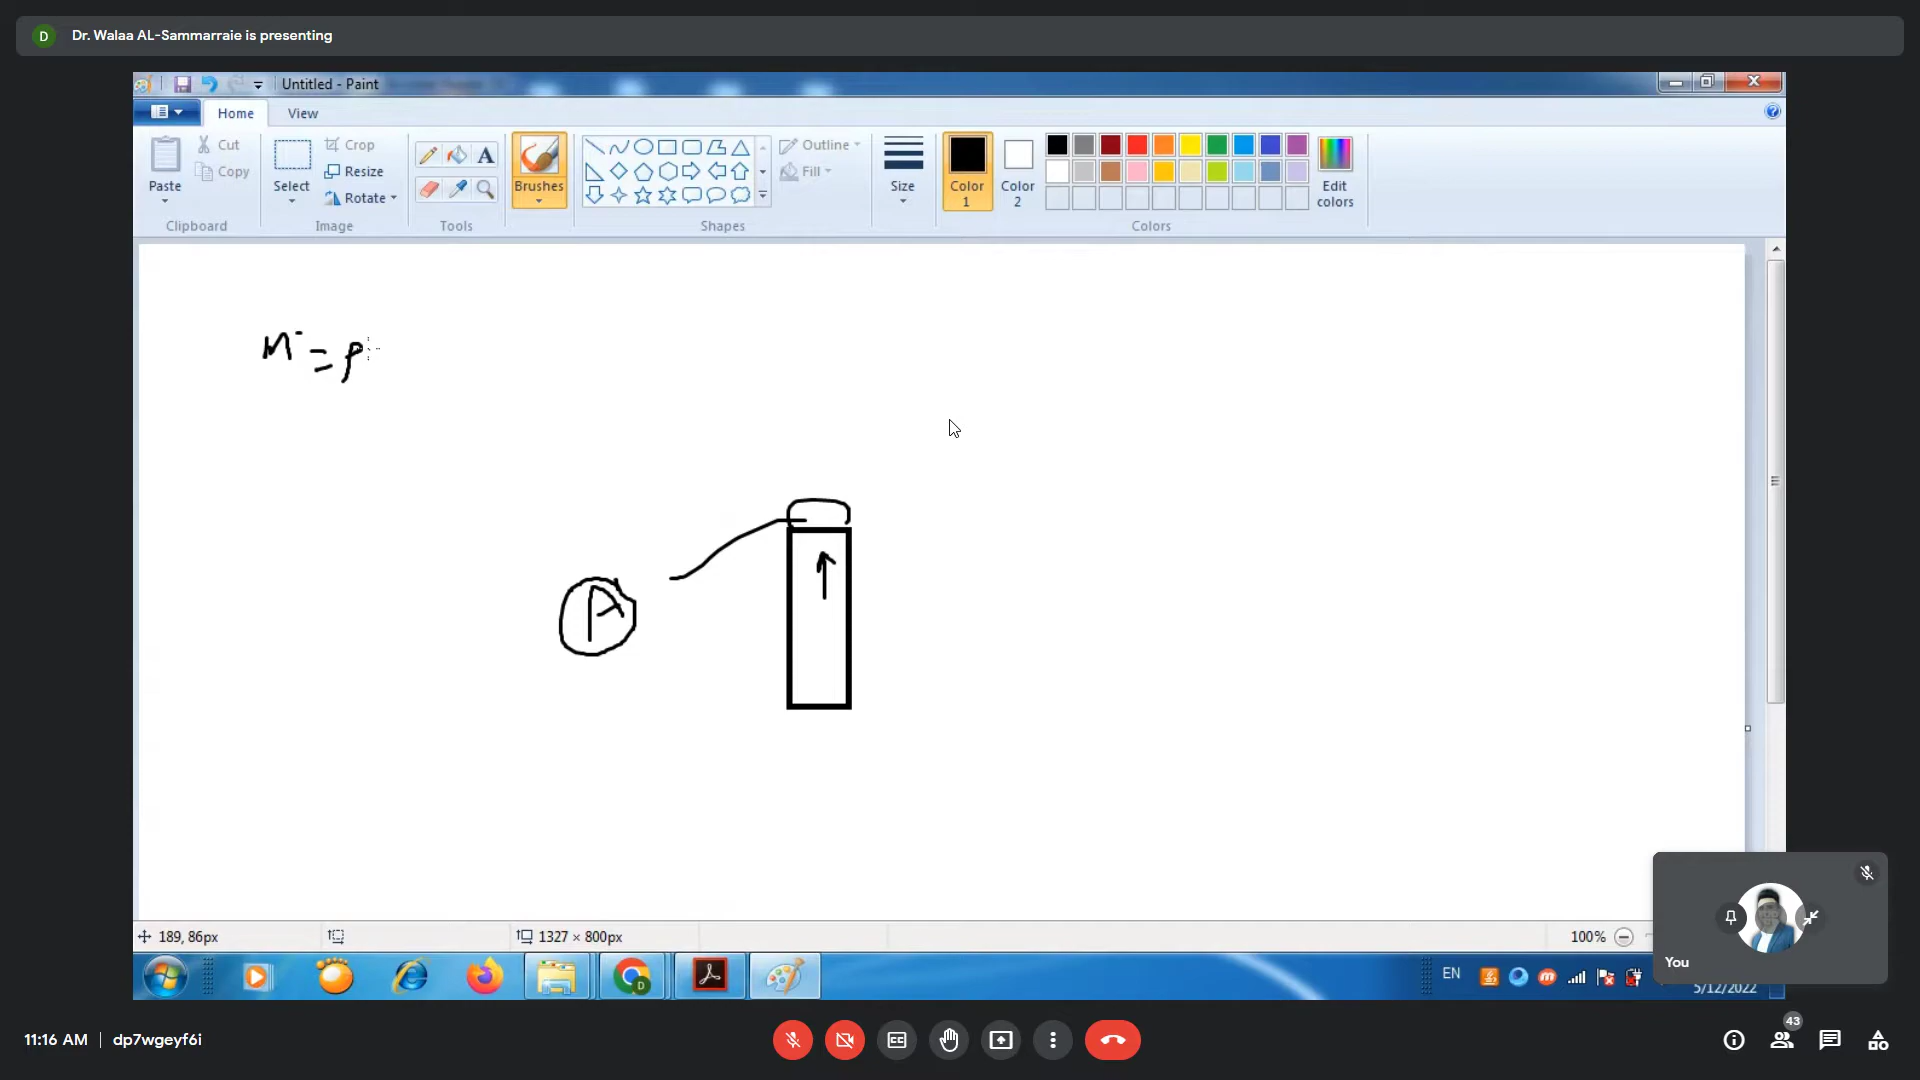 D Dr. Walaa AL-Sammarraie is presenting
Untitled - Paint
Home View
Paste Cut Copy Select Crop Resize Rotate Brushes Outline Fill Size Color 1 Color 2 Edit colors
Clipboard Image Tools Shapes Colors
A
M = ρ
P
189, 86px 1327 × 800px 100%
You
EN
D
5/12/2022
11:16 AM | dp7wgeyf6i
43